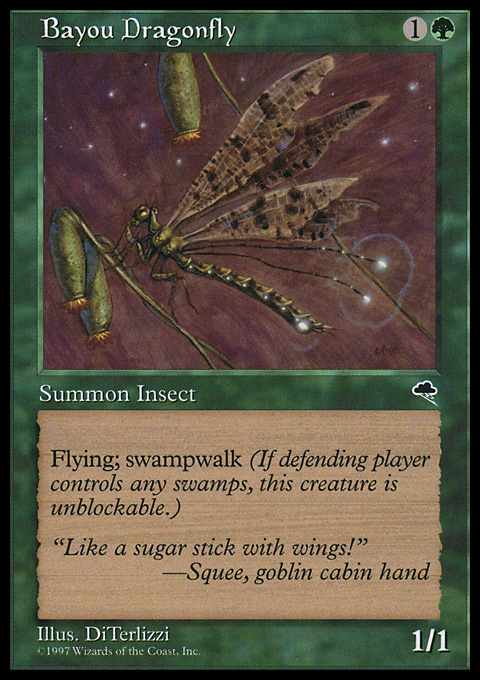 Bayou Dragonfly 1
Summon Insect
Flying; swampwalk (If defending player
controls any swamps, this creature is
unblockable.)
“Like a sugar stick with wings!”
—Squee, goblin cabin hand
Illus. DiTerlizzi
©1997 Wizards of the Coast, Inc.
1/1